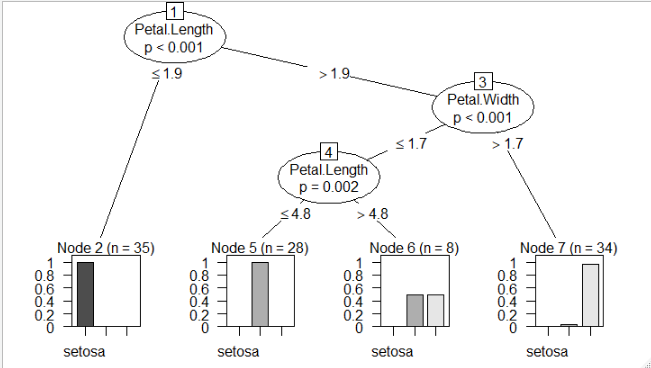 1
Petal.Length
p < 0.001
≤ 1.9
> 1.9
3
Petal.Width
p < 0.001
≤ 1.7
> 1.7
4
Petal.Length
p = 0.002
≤ 4.8
> 4.8
Node 2 (n = 35)
1
0.8
0.6
0.4
0.2
0
setosa
Node 5 (n = 28)
1
0.8
0.6
0.4
0.2
0
setosa
Node 6 (n = 8)
1
0.8
0.6
0.4
0.2
0
setosa
Node 7 (n = 34)
1
0.8
0.6
0.4
0.2
0
setosa